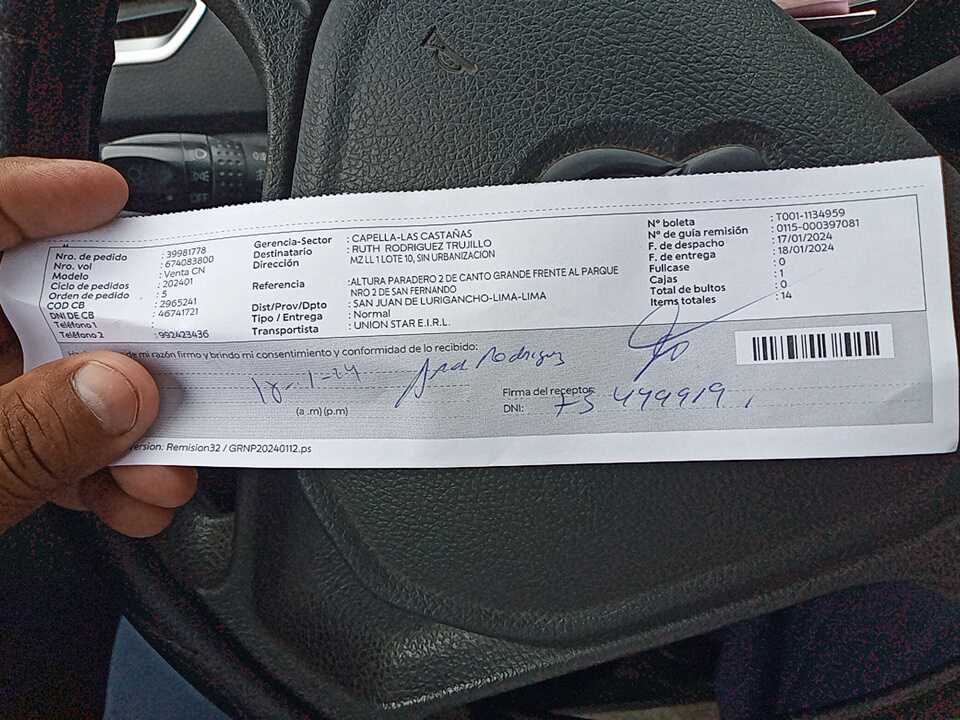 Nro. de pedido : 39981778
Nro. vol : 674083800
Modelo : Venta CN
Ciclo de pedidos : 202401
Orden de pedido : 5
COD CB : 2965241
DNI DE CB : 46741721
Teléfono 1 :
Teléfono 2 : 992423436
Gerencia-Sector : CAPELLA-LAS CASTAÑAS
Destinatario : RUTH RODRIGUEZ TRUJILLO
Dirección : MZ LL 1 LOTE 10, SIN URBANIZACION
Referencia : ALTURA PARADERO 2 DE CANTO GRANDE FRENTE AL PARQUE
NRO 2 DE SAN FERNANDO
Dist/Prov/Dpto : SAN JUAN DE LURIGANCHO-LIMA-LIMA
Tipo / Entrega : Normal
Transportista : UNION STAR E.I.R.L.
N° boleta : T001-1134959
N° de guía remisión : 0115-000397081
F. de despacho : 17/01/2024
F. de entrega : 18/01/2024
Fullcase : 0
Cajas : 1
Total de bultos : 0
Items totales : 14
de mi razón firmo y brindo mi consentimiento y conformidad de lo recibido:
18-1-24 Rodriguez
(a .m) (p.m)
Firma del receptor
DNI: 73499919
version: Remision32 / GRNP20240112.ps
OFF